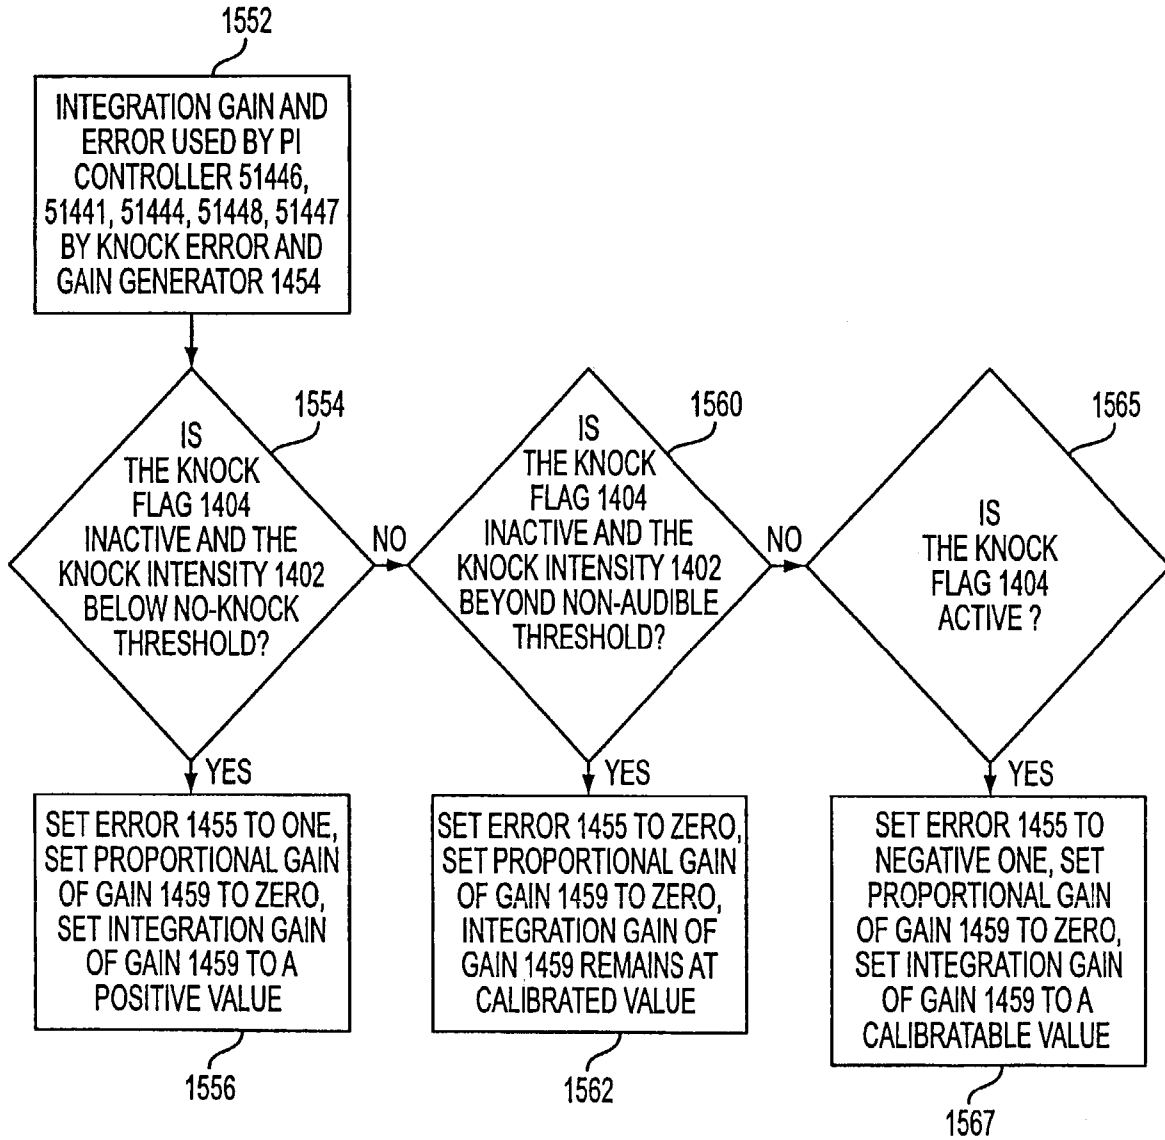 1552
INTEGRATION GAIN AND
ERROR USED BY PI
CONTROLLER 51446,
51441, 51444, 51448, 51447
BY KNOCK ERROR AND
GAIN GENERATOR 1454
1554
IS
THE KNOCK
FLAG 1404
INACTIVE AND THE
KNOCK INTENSITY 1402
BELOW NO-KNOCK
THRESHOLD?
NO
YES
SET ERROR 1455 TO ONE,
SET PROPORTIONAL GAIN
OF GAIN 1459 TO ZERO,
SET INTEGRATION GAIN
OF GAIN 1459 TO A
POSITIVE VALUE
1556
1560
IS
THE KNOCK
FLAG 1404
INACTIVE AND THE
KNOCK INTENSITY 1402
BEYOND NON-AUDIBLE
THRESHOLD?
NO
YES
SET ERROR 1455 TO ZERO,
SET PROPORTIONAL GAIN
OF GAIN 1459 TO ZERO,
INTEGRATION GAIN OF
GAIN 1459 REMAINS AT
CALIBRATED VALUE
1562
1565
IS
THE KNOCK
FLAG 1404
ACTIVE ?
YES
SET ERROR 1455 TO
NEGATIVE ONE, SET
PROPORTIONAL GAIN
OF GAIN 1459 TO ZERO,
SET INTEGRATION GAIN
OF GAIN 1459 TO A
CALIBRATABLE VALUE
1567